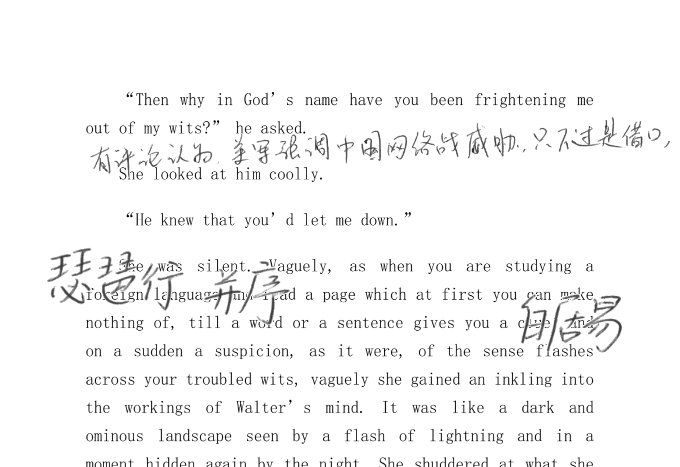 “Then why in God’s name have you been frightening me
out of my wits?” he asked.
有评论认为,美军强调中国网络战威胁,只不过是借口,
She looked at him coolly.
“He knew that you’d let me down.”
She was silent. Vaguely, as when you are studying a
琵琶行 并序
foreign language and read a page which at first you can make
白居易
nothing of, till a word or a sentence gives you a clue, and
on a sudden a suspicion, as it were, of the sense flashes
across your troubled wits, vaguely she gained an inkling into
the workings of Walter’s mind. It was like a dark and
ominous landscape seen by a flash of lightning and in a
moment hidden again by the night. She shuddered at what she